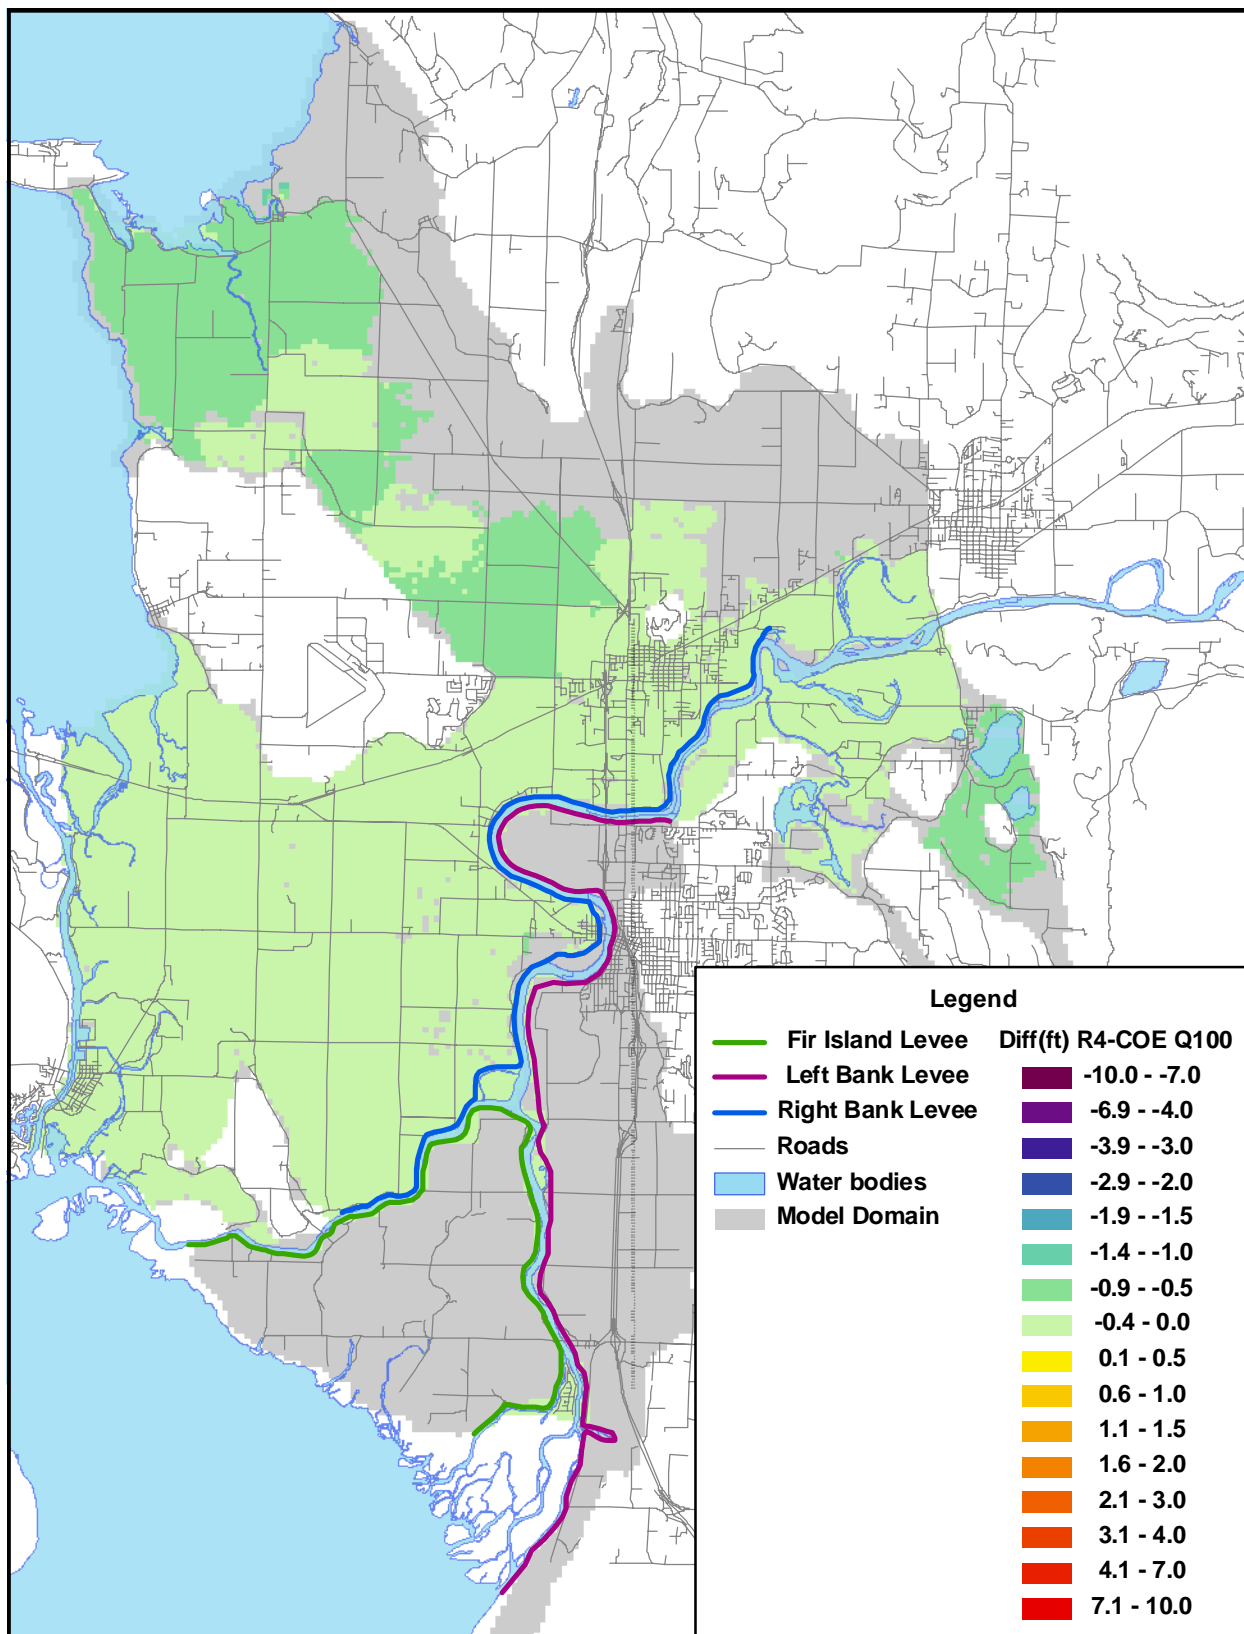 Legend
Fir Island Levee
Left Bank Levee
Right Bank Levee
Roads
Water bodies
Model Domain
Diff(ft) R4-COE Q100
-10.0 - -7.0
-6.9 - -4.0
-3.9 - -3.0
-2.9 - -2.0
-1.9 - -1.5
-1.4 - -1.0
-0.9 - -0.5
-0.4 - 0.0
0.1 - 0.5
0.6 - 1.0
1.1 - 1.5
1.6 - 2.0
2.1 - 3.0
3.1 - 4.0
4.1 - 7.0
7.1 - 10.0